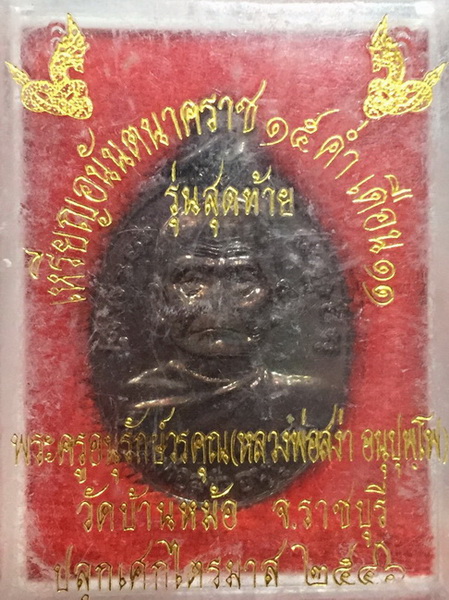 เหรียญอนันตนาคราช ๑๕ ค่ำ เดือน ๑๑
รุ่นสุดท้าย
พระครูอนุรักษ์วรคุณ(หลวงพ่อสง่า อนุปุพฺโพ)
วัดบ้านหม้อ จ.ราชบุรี
ปลุกเศกไตรมาส ๒๕๔๖